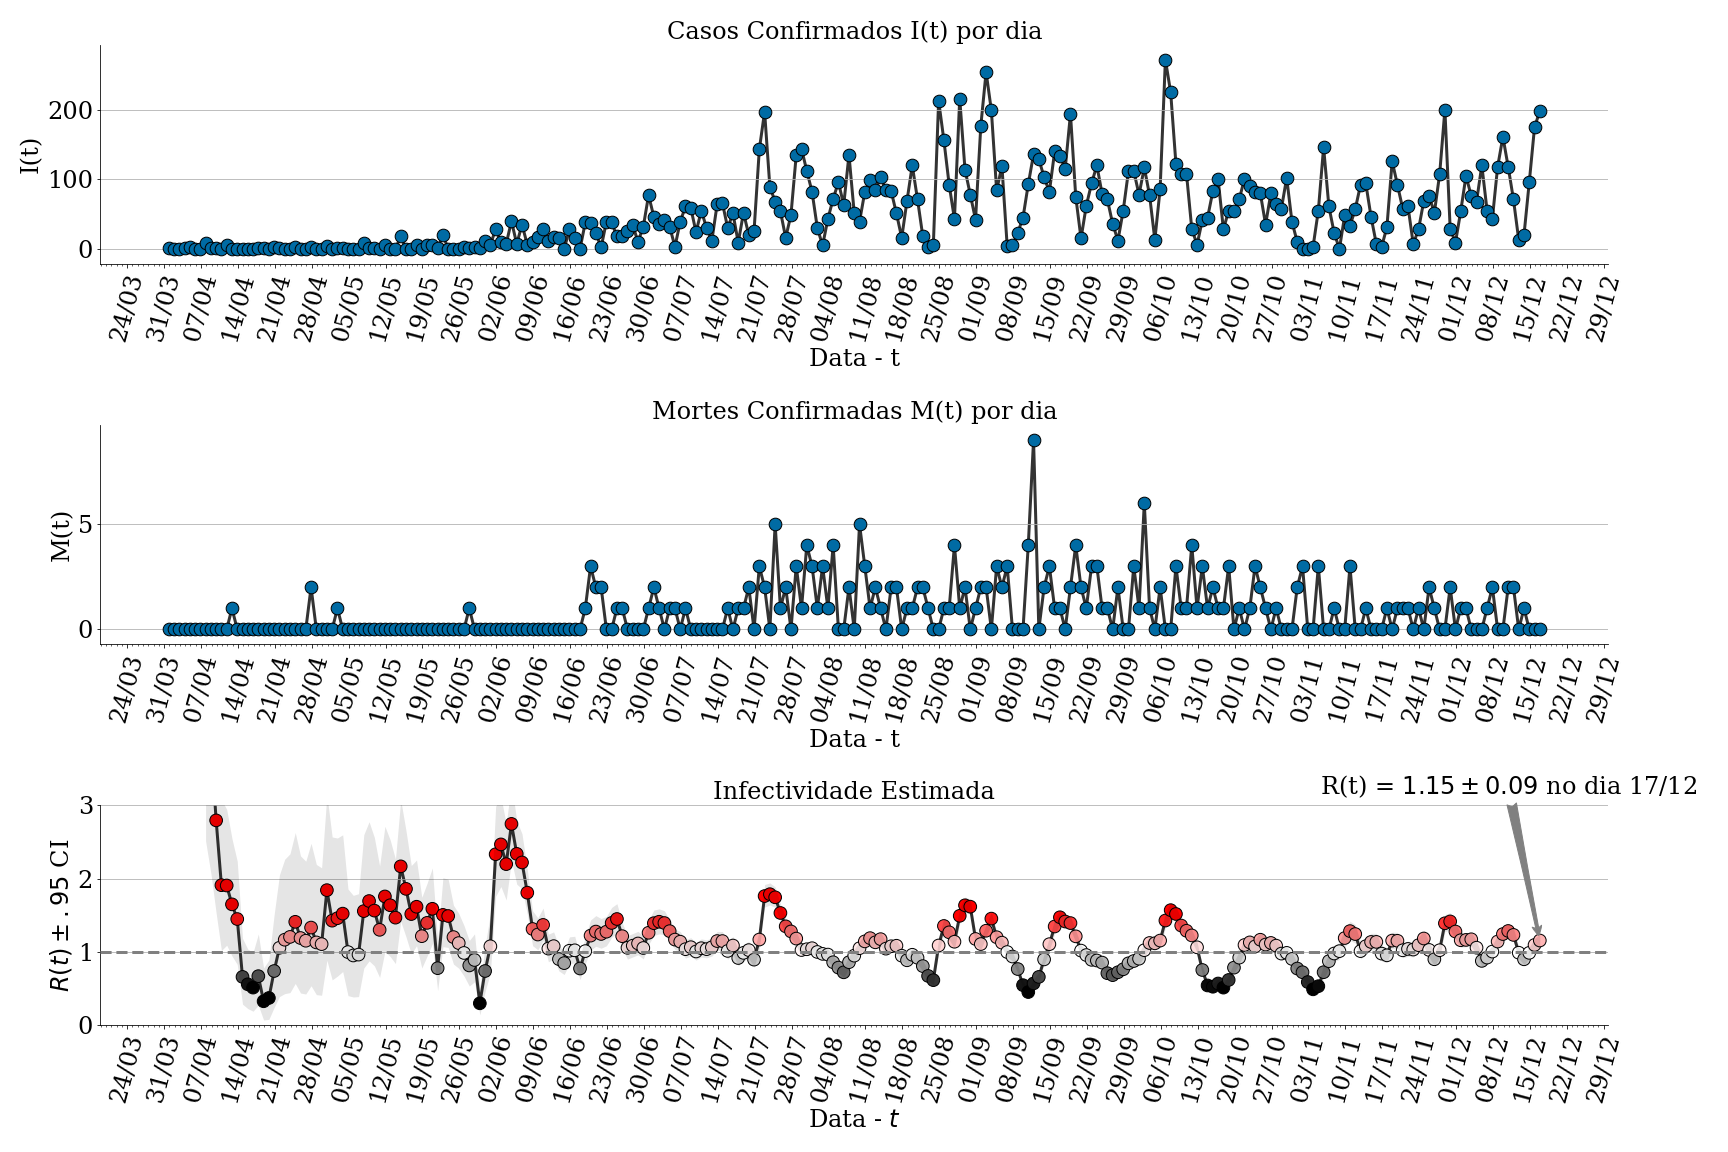 Casos Confirmados I(t) por dia
I(t)
200
100
0
24/03 31/03 07/04 14/04 21/04 28/04 05/05 12/05 19/05 26/05 02/06 09/06 16/06 23/06 30/06 07/07 14/07 21/07 28/07 04/08 11/08 18/08 25/08 01/09 08/09 15/09 22/09 29/09 06/10 13/10 20/10 27/10 03/11 10/11 17/11 24/11 01/12 08/12 15/12 22/12 29/12
Data - t
Mortes Confirmadas M(t) por dia
M(t)
5
0
24/03 31/03 07/04 14/04 21/04 28/04 05/05 12/05 19/05 26/05 02/06 09/06 16/06 23/06 30/06 07/07 14/07 21/07 28/07 04/08 11/08 18/08 25/08 01/09 08/09 15/09 22/09 29/09 06/10 13/10 20/10 27/10 03/11 10/11 17/11 24/11 01/12 08/12 15/12 22/12 29/12
Data - t
Infectividade Estimada
R(t) = 1.15 ± 0.09 no dia 17/12
R(t) ± .95 CI
3
2
1
0
24/03 31/03 07/04 14/04 21/04 28/04 05/05 12/05 19/05 26/05 02/06 09/06 16/06 23/06 30/06 07/07 14/07 21/07 28/07 04/08 11/08 18/08 25/08 01/09 08/09 15/09 22/09 29/09 06/10 13/10 20/10 27/10 03/11 10/11 17/11 24/11 01/12 08/12 15/12 22/12 29/12
Data - t